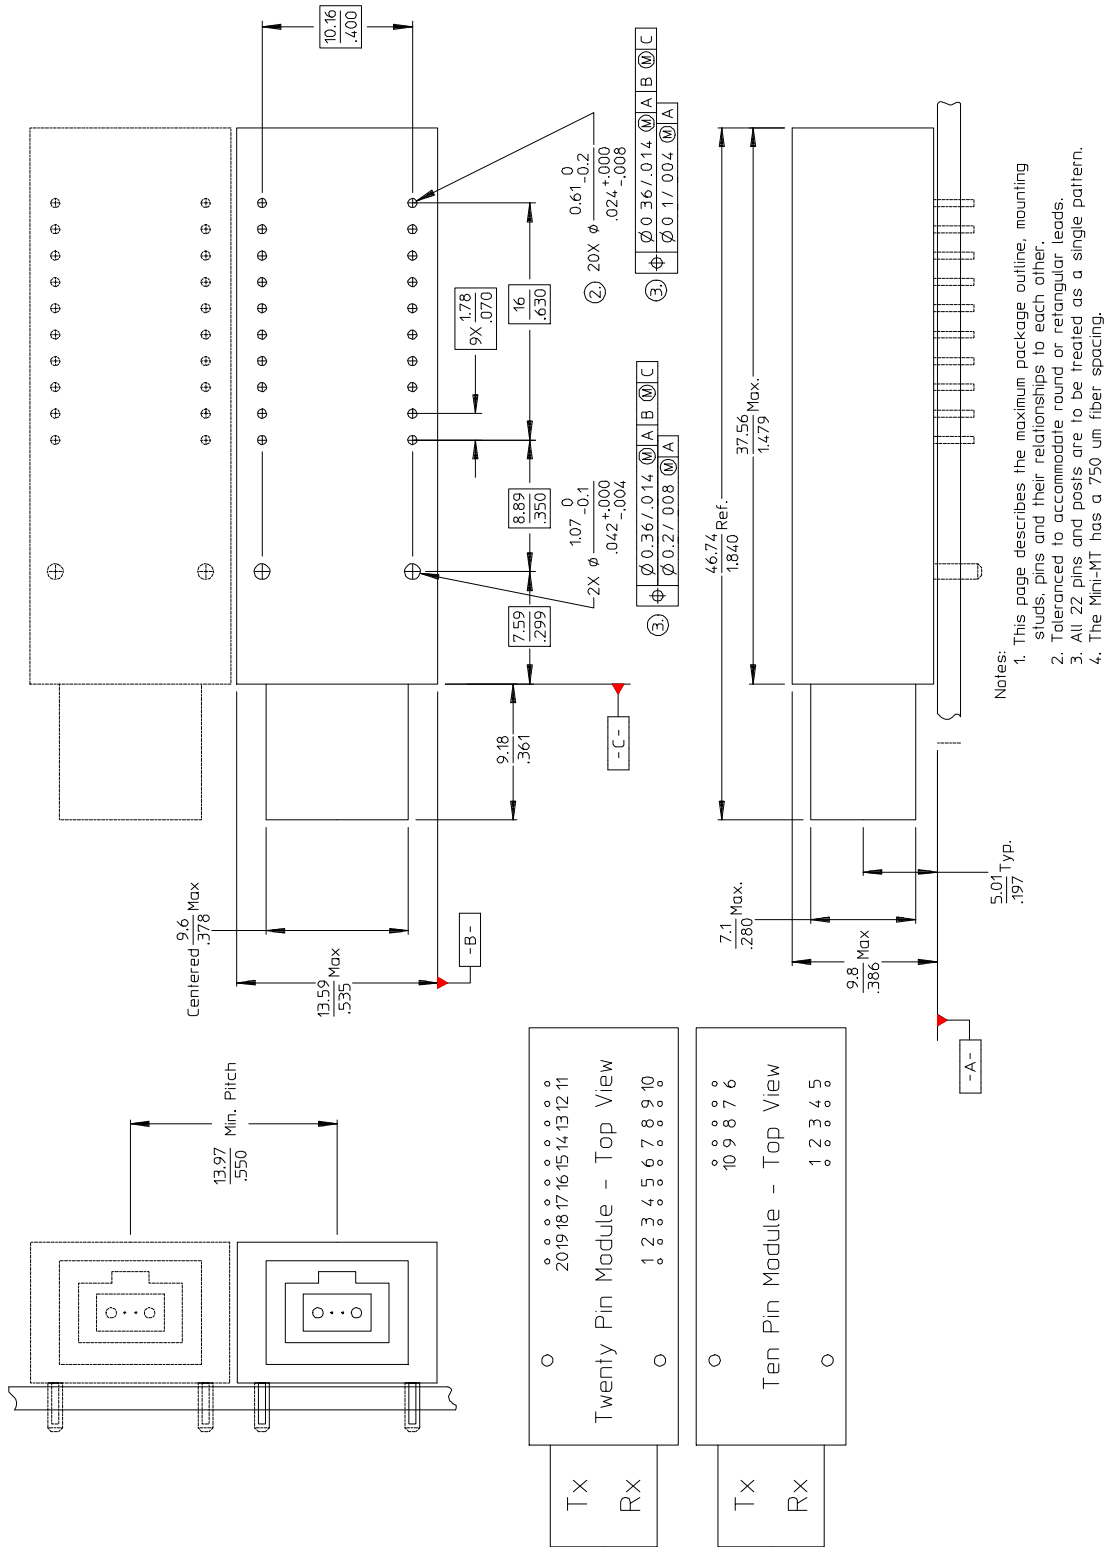 13.97
.550
Min. Pitch
Centered 9.6 Max
.378
13.59 Max
.535
-B-
9.18
.361
-C-
7.59
.299
8.89
.350
16
.630
9X 1.78
.070
10.16
.400
2X ø 1.07 0 -0.1
.042 +.000 -.004
3. ⌖ Ø 0.36/.014 Ⓜ A B Ⓜ C
Ø 0.2/ 008 Ⓜ A
2. 20X ø 0.61 0 -0.2
.024 +.000 -.008
3. ⌖ Ø 0 36/.014 Ⓜ A B Ⓜ C
Ø 0 1/ 004 Ⓜ A
46.74 Ref.
1.840
37.56 Max.
1.479
7.1 Max.
.280
9.8 Max
.386
5.01 Typ.
.197
-A-
Tx
Rx
20 19 18 17 16 15 14 13 12 11
Twenty Pin Module - Top View
1 2 3 4 5 6 7 8 9 10
Tx
Rx
10 9 8 7 6
Ten Pin Module - Top View
1 2 3 4 5
Notes:
1. This page describes the maximum package outline, mounting
studs, pins and their relationships to each other.
2. Toleranced to accommodate round or retangular leads.
3. All 22 pins and posts are to be treated as a single pattern.
4. The Mini-MT has a 750 um fiber spacing.